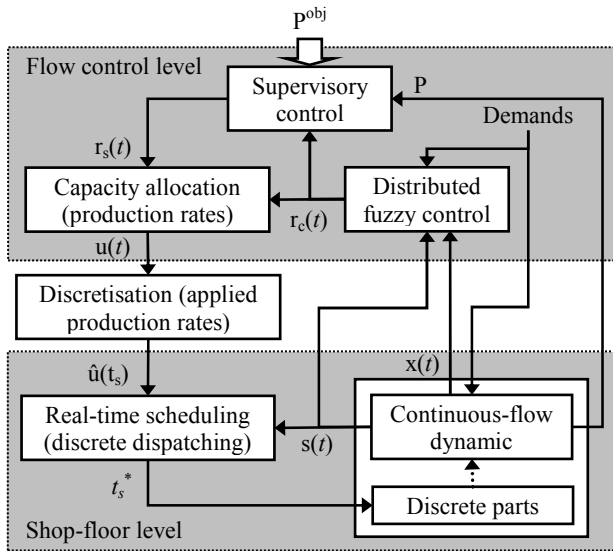 P^obj
Flow control level
Supervisory
control
P
Demands
r_s(t)
Capacity allocation
(production rates)
r_c(t)
Distributed
fuzzy control
u(t)
Discretisation (applied
production rates)
û(t_s)
x(t)
Real-time scheduling
(discrete dispatching)
s(t)
Continuous-flow
dynamic
t_s^*
Discrete parts
Shop-floor level